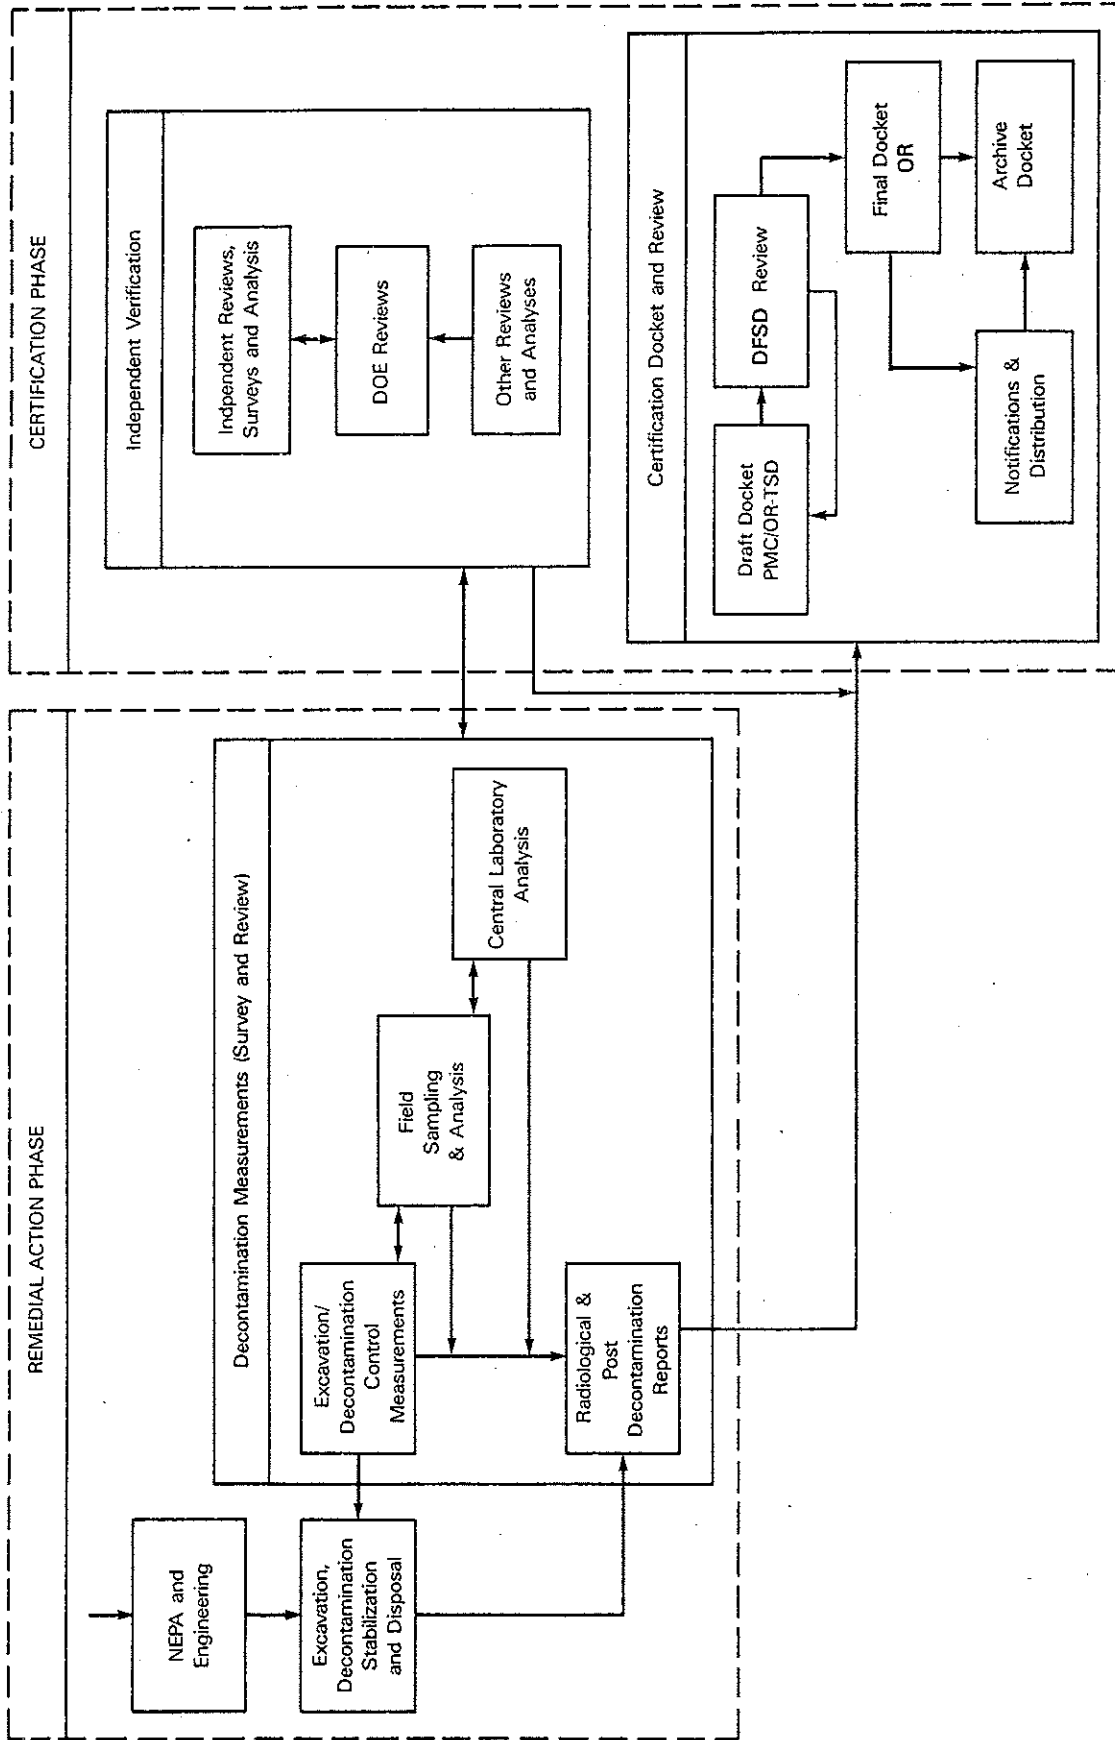 REMEDIAL ACTION PHASE
NEPA and
Engineering
Excavation,
Decontamination
Stabilization
and Disposal
Decontamination Measurements (Survey and Review)
Excavation/
Decontamination
Control
Measurements
Field
Sampling
& Analysis
Central Laboratory
Analysis
Radiological &
Post
Decontamination
Reports
CERTIFICATION PHASE
Independent Verification
Indpendent Reviews,
Surveys and Analysis
DOE Reviews
Other Reviews
and Analyses
Certification Docket and Review
Draft Docket
PMC/OR-TSD
DFSD Review
Final Docket
OR
Notifications &
Distribution
Archive
Docket